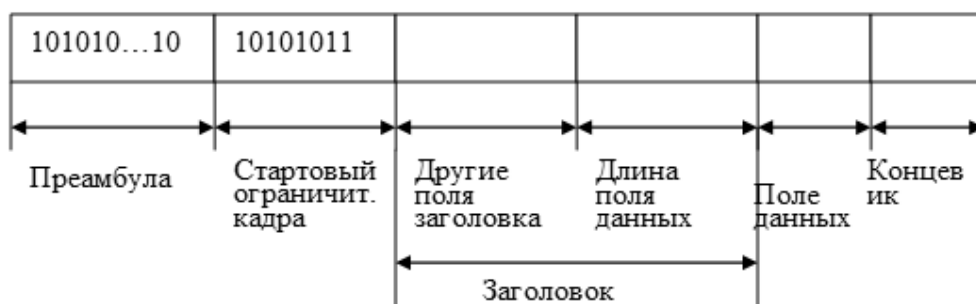 101010…10 10101011
Преамбула
Стартовый
ограничит.
кадра
Другие
поля
заголовка
Длина
поля
данных
Поле
данных
Концев
ик
Заголовок